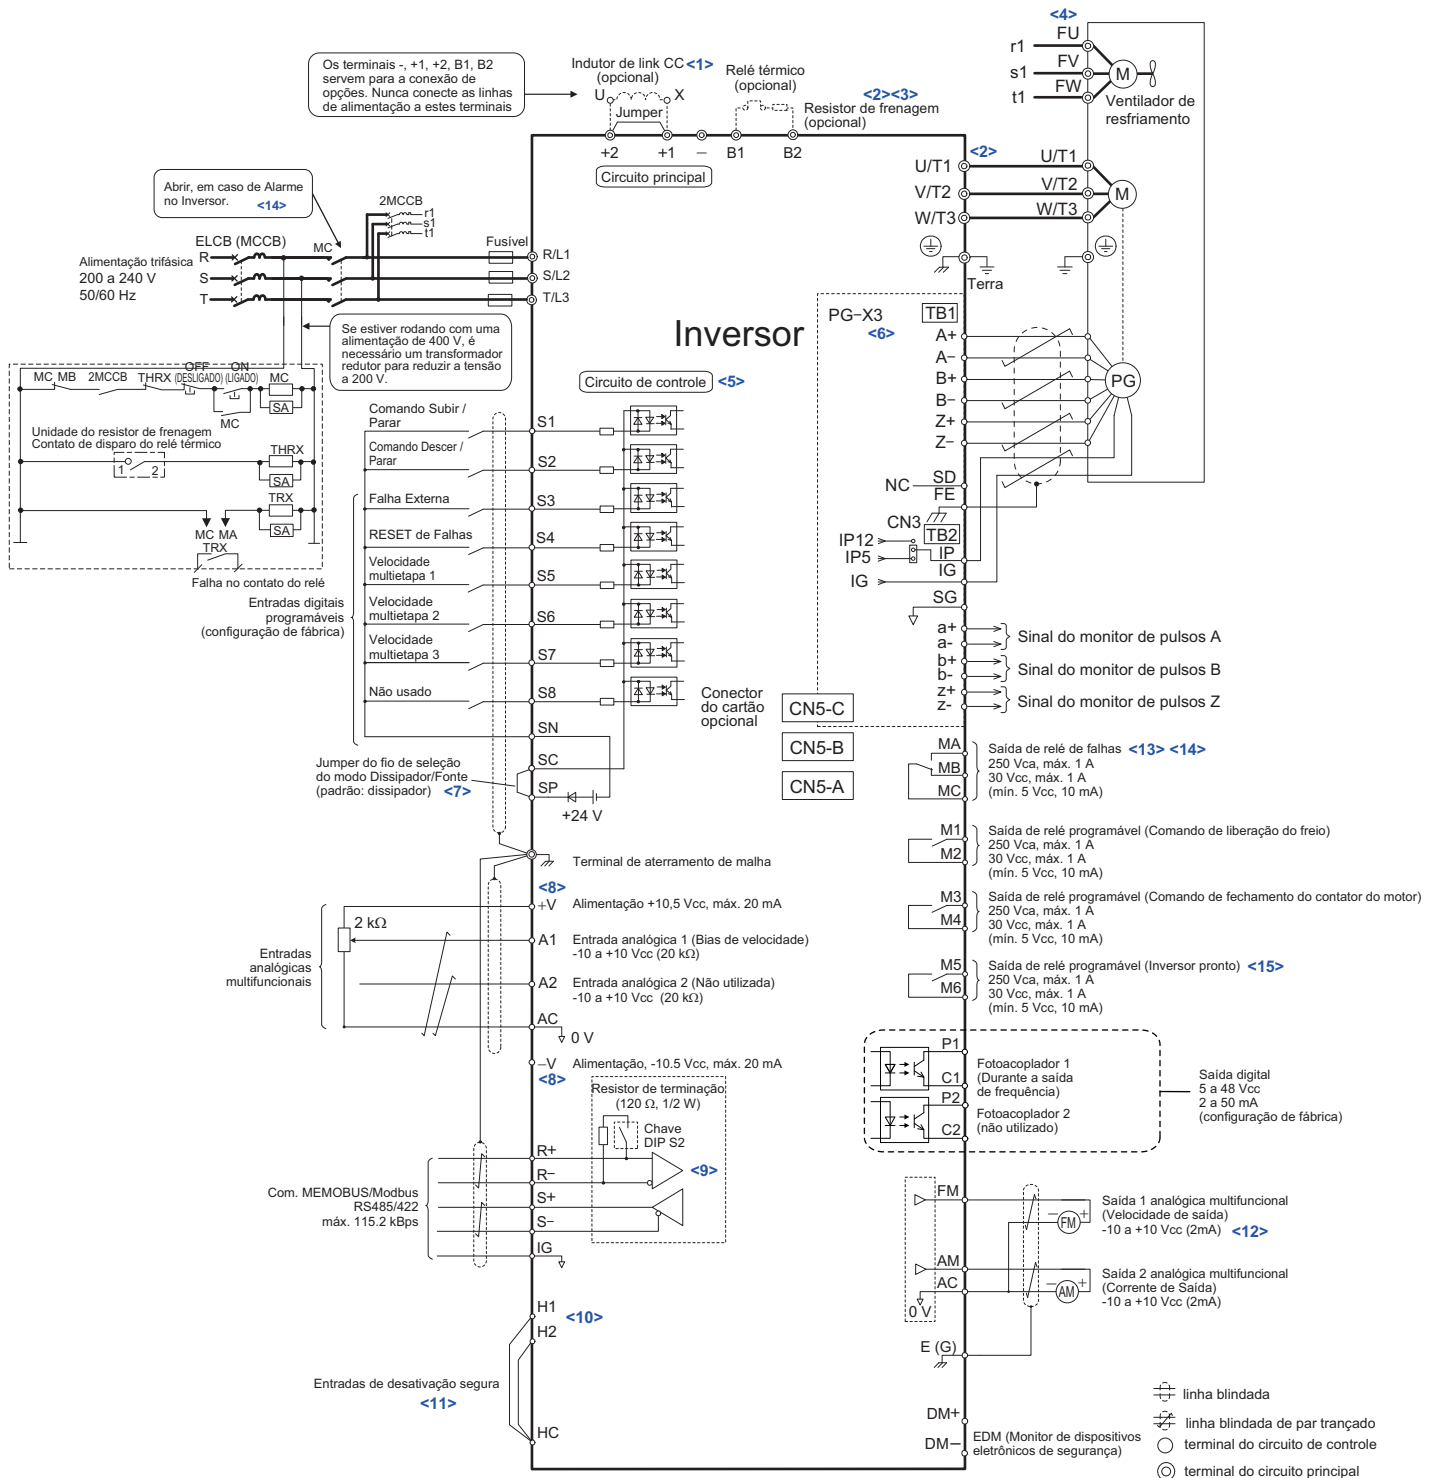 <4>
FU
r1
FV
s1
M
FW
t1
Ventilador de
resfriamento
Os terminais -, +1, +2, B1, B2
servem para a conexão de
opções. Nunca conecte as linhas
de alimentação a estes terminais
Indutor de link CC <1>
(opcional)
U
X
Jumper
Relé térmico
(opcional)
<2><3>
Resistor de frenagem
(opcional)
+2
+1
–
B1
B2
Circuito principal
<2>
U/T1
U/T1
V/T2
V/T2
M
W/T3
W/T3
Terra
Abrir, em caso de Alarme
no Inversor. <14>
2MCCB
r1
s1
t1
ELCB (MCCB)
MC
Fusível
Alimentação trifásica
200 a 240 V
50/60 Hz
R
S
T
R/L1
S/L2
T/L3
Inversor
PG-X3
<6>
TB1
A+
A–
B+
B–
Z+
Z–
PG
NC
SD
FE
CN3
TB2
IP12
IP5
IP
IG
IG
SG
Se estiver rodando com uma
alimentação de 400 V, é
necessário um transformador
redutor para reduzir a tensão
a 200 V.
MC MB
2MCCB
THRX
OFF
(DESLIGADO)
ON
(LIGADO)
MC
SA
MC
Unidade do resistor de frenagem
Contato de disparo do relé térmico
1
2
THRX
SA
TRX
SA
MC MA
TRX
Falha no contato do relé
Circuito de controle <5>
Comando Subir /
Parar
S1
Comando Descer /
Parar
S2
Falha Externa
S3
RESET de Falhas
S4
Velocidade
multietapa 1
S5
Velocidade
multietapa 2
S6
Velocidade
multietapa 3
S7
Não usado
S8
Entradas digitais
programáveis
(configuração de fábrica)
SN
SC
SP
+24 V
Jumper do fio de seleção
do modo Dissipador/Fonte
(padrão: dissipador) <7>
Conector
do cartão
opcional
CN5-C
CN5-B
CN5-A
a+
a-
Sinal do monitor de pulsos A
b+
b-
Sinal do monitor de pulsos B
z+
z-
Sinal do monitor de pulsos Z
MA
MB
MC
Saída de relé de falhas <13> <14>
250 Vca, máx. 1 A
30 Vcc, máx. 1 A
(mín. 5 Vcc, 10 mA)
M1
M2
Saída de relé programável (Comando de liberação do freio)
250 Vca, máx. 1 A
30 Vcc, máx. 1 A
(mín. 5 Vcc, 10 mA)
M3
M4
Saída de relé programável (Comando de fechamento do contator do motor)
250 Vca, máx. 1 A
30 Vcc, máx. 1 A
(mín. 5 Vcc, 10 mA)
M5
M6
Saída de relé programável (Inversor pronto) <15>
250 Vca, máx. 1 A
30 Vcc, máx. 1 A
(mín. 5 Vcc, 10 mA)
Terminal de aterramento de malha
<8>
+V
Alimentação +10,5 Vcc, máx. 20 mA
2 kΩ
A1
Entrada analógica 1 (Bias de velocidade)
-10 a +10 Vcc (20 kΩ)
Entradas
analógicas
multifuncionais
A2
Entrada analógica 2 (Não utilizada)
-10 a +10 Vcc (20 kΩ)
AC
0 V
–V
<8>
Alimentação, -10.5 Vcc, máx. 20 mA
P1
C1
Fotoacoplador 1
(Durante a saída
de frequência)
P2
C2
Fotoacoplador 2
(não utilizado)
Saída digital
5 a 48 Vcc
2 a 50 mA
(configuração de fábrica)
Resistor de terminação
(120 Ω, 1/2 W)
Chave
DIP S2
R+
R–
<9>
S+
S–
IG
Com. MEMOBUS/Modbus
RS485/422
máx. 115.2 kBps
FM
FM
– +
Saída 1 analógica multifuncional
(Velocidade de saída)
-10 a +10 Vcc (2mA) <12>
AM
AC
0 V
AM
– +
Saída 2 analógica multifuncional
(Corrente de Saída)
-10 a +10 Vcc (2mA)
E (G)
H1
<10>
H2
Entradas de desativação segura
<11>
HC
DM+
DM–
EDM (Monitor de dispositivos
eletrônicos de segurança)
linha blindada
linha blindada de par trançado
terminal do circuito de controle
terminal do circuito principal